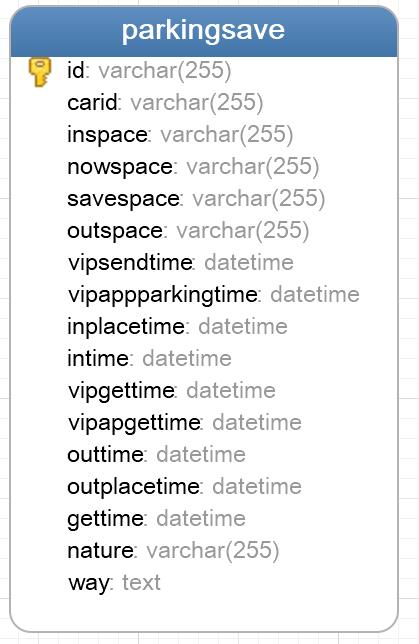 parkingsave
id: varchar(255)
carid: varchar(255)
inspace: varchar(255)
nowspace: varchar(255)
savespace: varchar(255)
outspace: varchar(255)
vipsendtime: datetime
vipappparkingtime: datetime
inplacetime: datetime
intime: datetime
vipgettime: datetime
vipapgettime: datetime
outtime: datetime
outplacetime: datetime
gettime: datetime
nature: varchar(255)
way: text